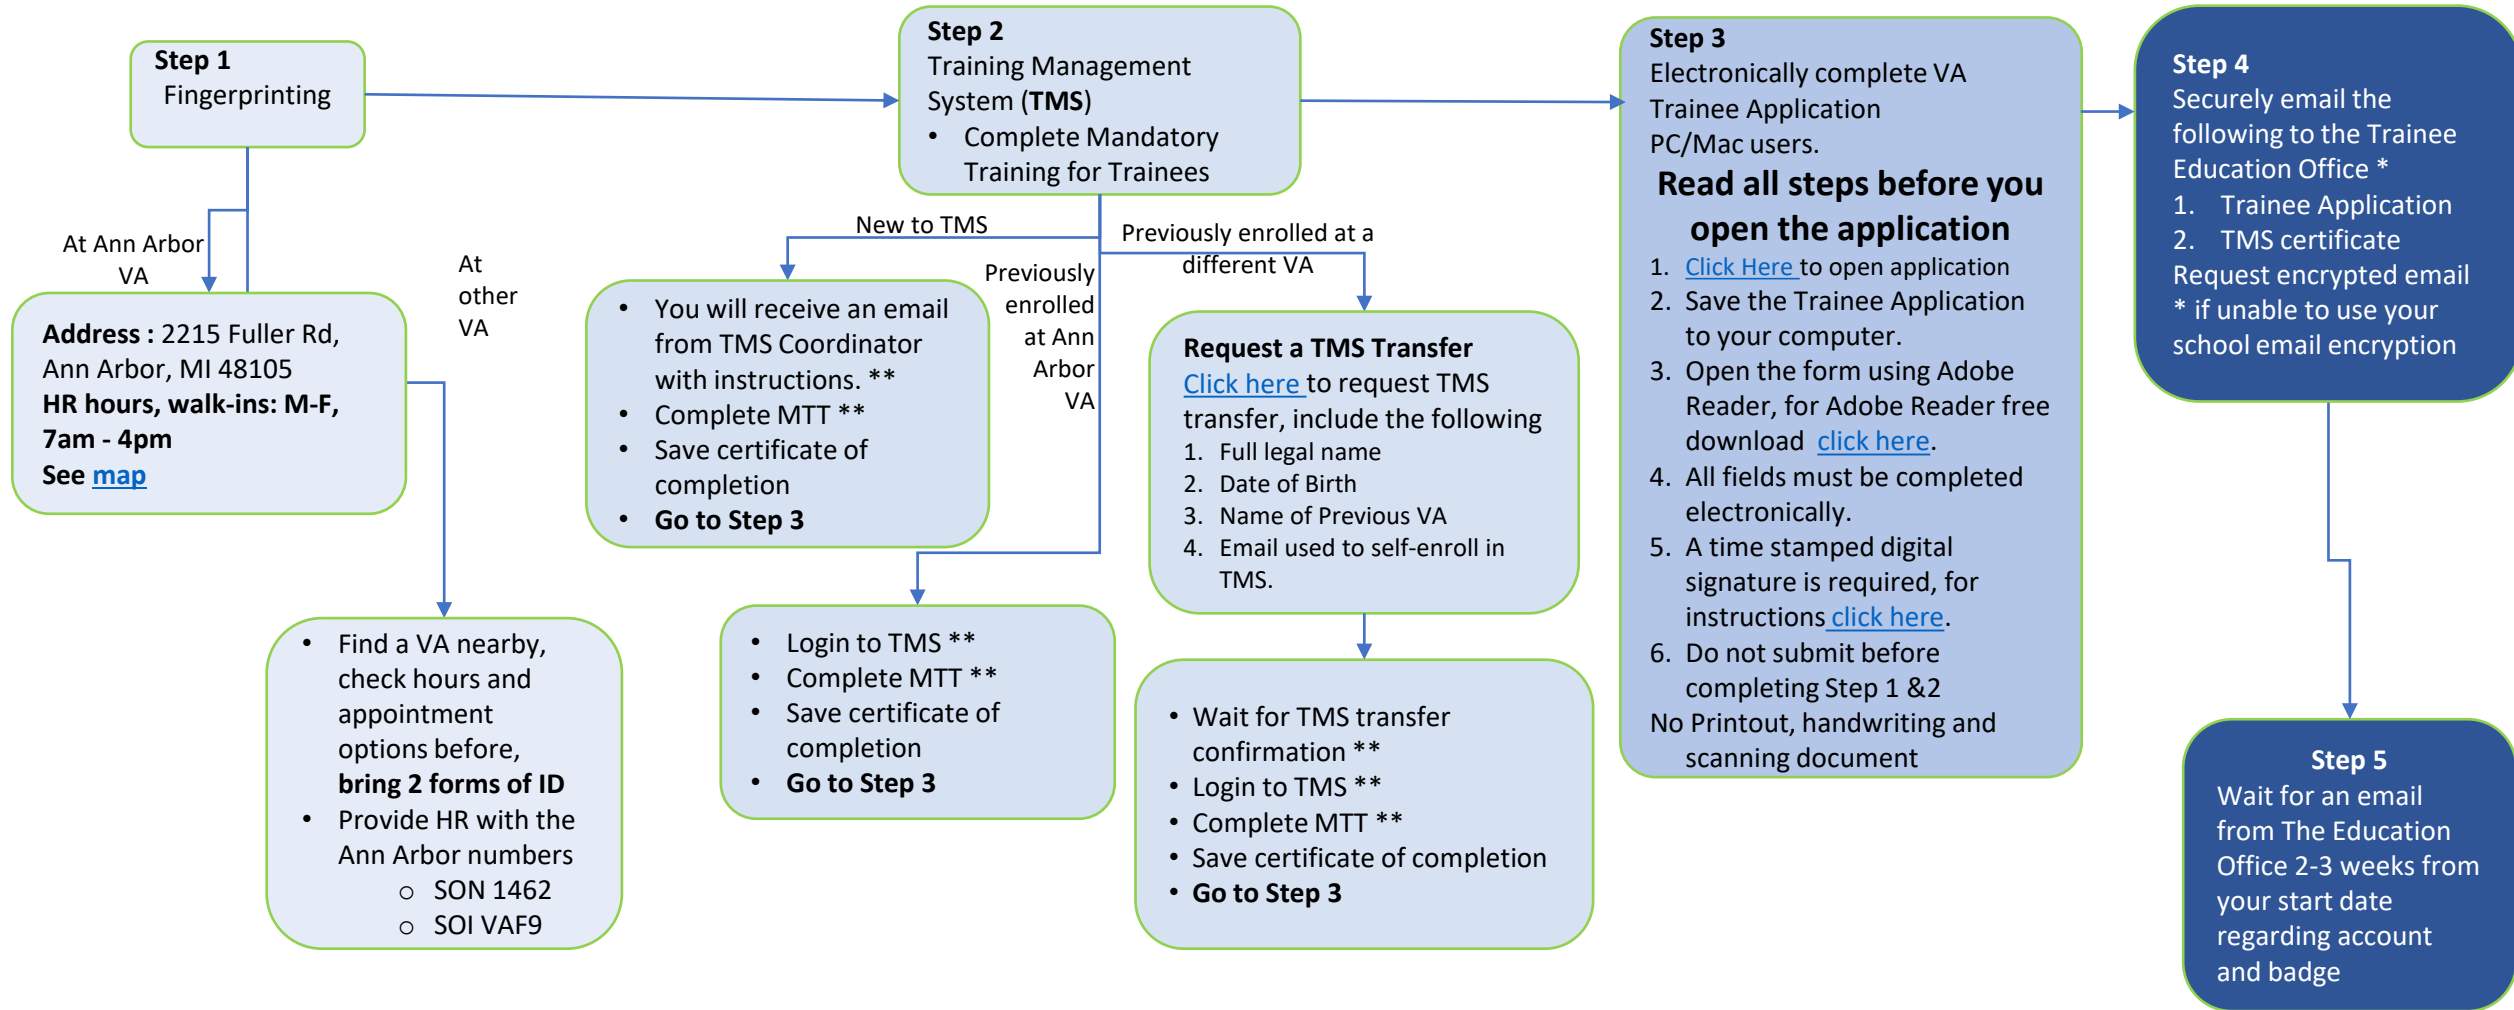 Step 1
Fingerprinting
At Ann Arbor
VA
At
other
VA
Address : 2215 Fuller Rd,
Ann Arbor, MI 48105
HR hours, walk-ins: M-F,
7am - 4pm
See map
• Find a VA nearby,
check hours and
appointment
options before,
bring 2 forms of ID
• Provide HR with the
Ann Arbor numbers
o SON 1462
o SOI VAF9
Step 2
Training Management
System (TMS)
• Complete Mandatory
Training for Trainees
New to TMS
Previously
enrolled
at Ann
Arbor
VA
Previously enrolled at a
different VA
• You will receive an email
from TMS Coordinator
with instructions. **
• Complete MTT **
• Save certificate of
completion
• Go to Step 3
• Login to TMS **
• Complete MTT **
• Save certificate of
completion
• Go to Step 3
Request a TMS Transfer
Click here to request TMS
transfer, include the following
1. Full legal name
2. Date of Birth
3. Name of Previous VA
4. Email used to self-enroll in
TMS.
• Wait for TMS transfer
confirmation **
• Login to TMS **
• Complete MTT **
• Save certificate of completion
• Go to Step 3
Step 3
Electronically complete VA
Trainee Application
PC/Mac users.
Read all steps before you
open the application
1. Click Here to open application
2. Save the Trainee Application
to your computer.
3. Open the form using Adobe
Reader, for Adobe Reader free
download click here.
4. All fields must be completed
electronically.
5. A time stamped digital
signature is required, for
instructions click here.
6. Do not submit before
completing Step 1 &2
No Printout, handwriting and
scanning document
Step 4
Securely email the
following to the Trainee
Education Office *
1. Trainee Application
2. TMS certificate
Request encrypted email
* if unable to use your
school email encryption
Step 5
Wait for an email
from The Education
Office 2-3 weeks from
your start date
regarding account
and badge